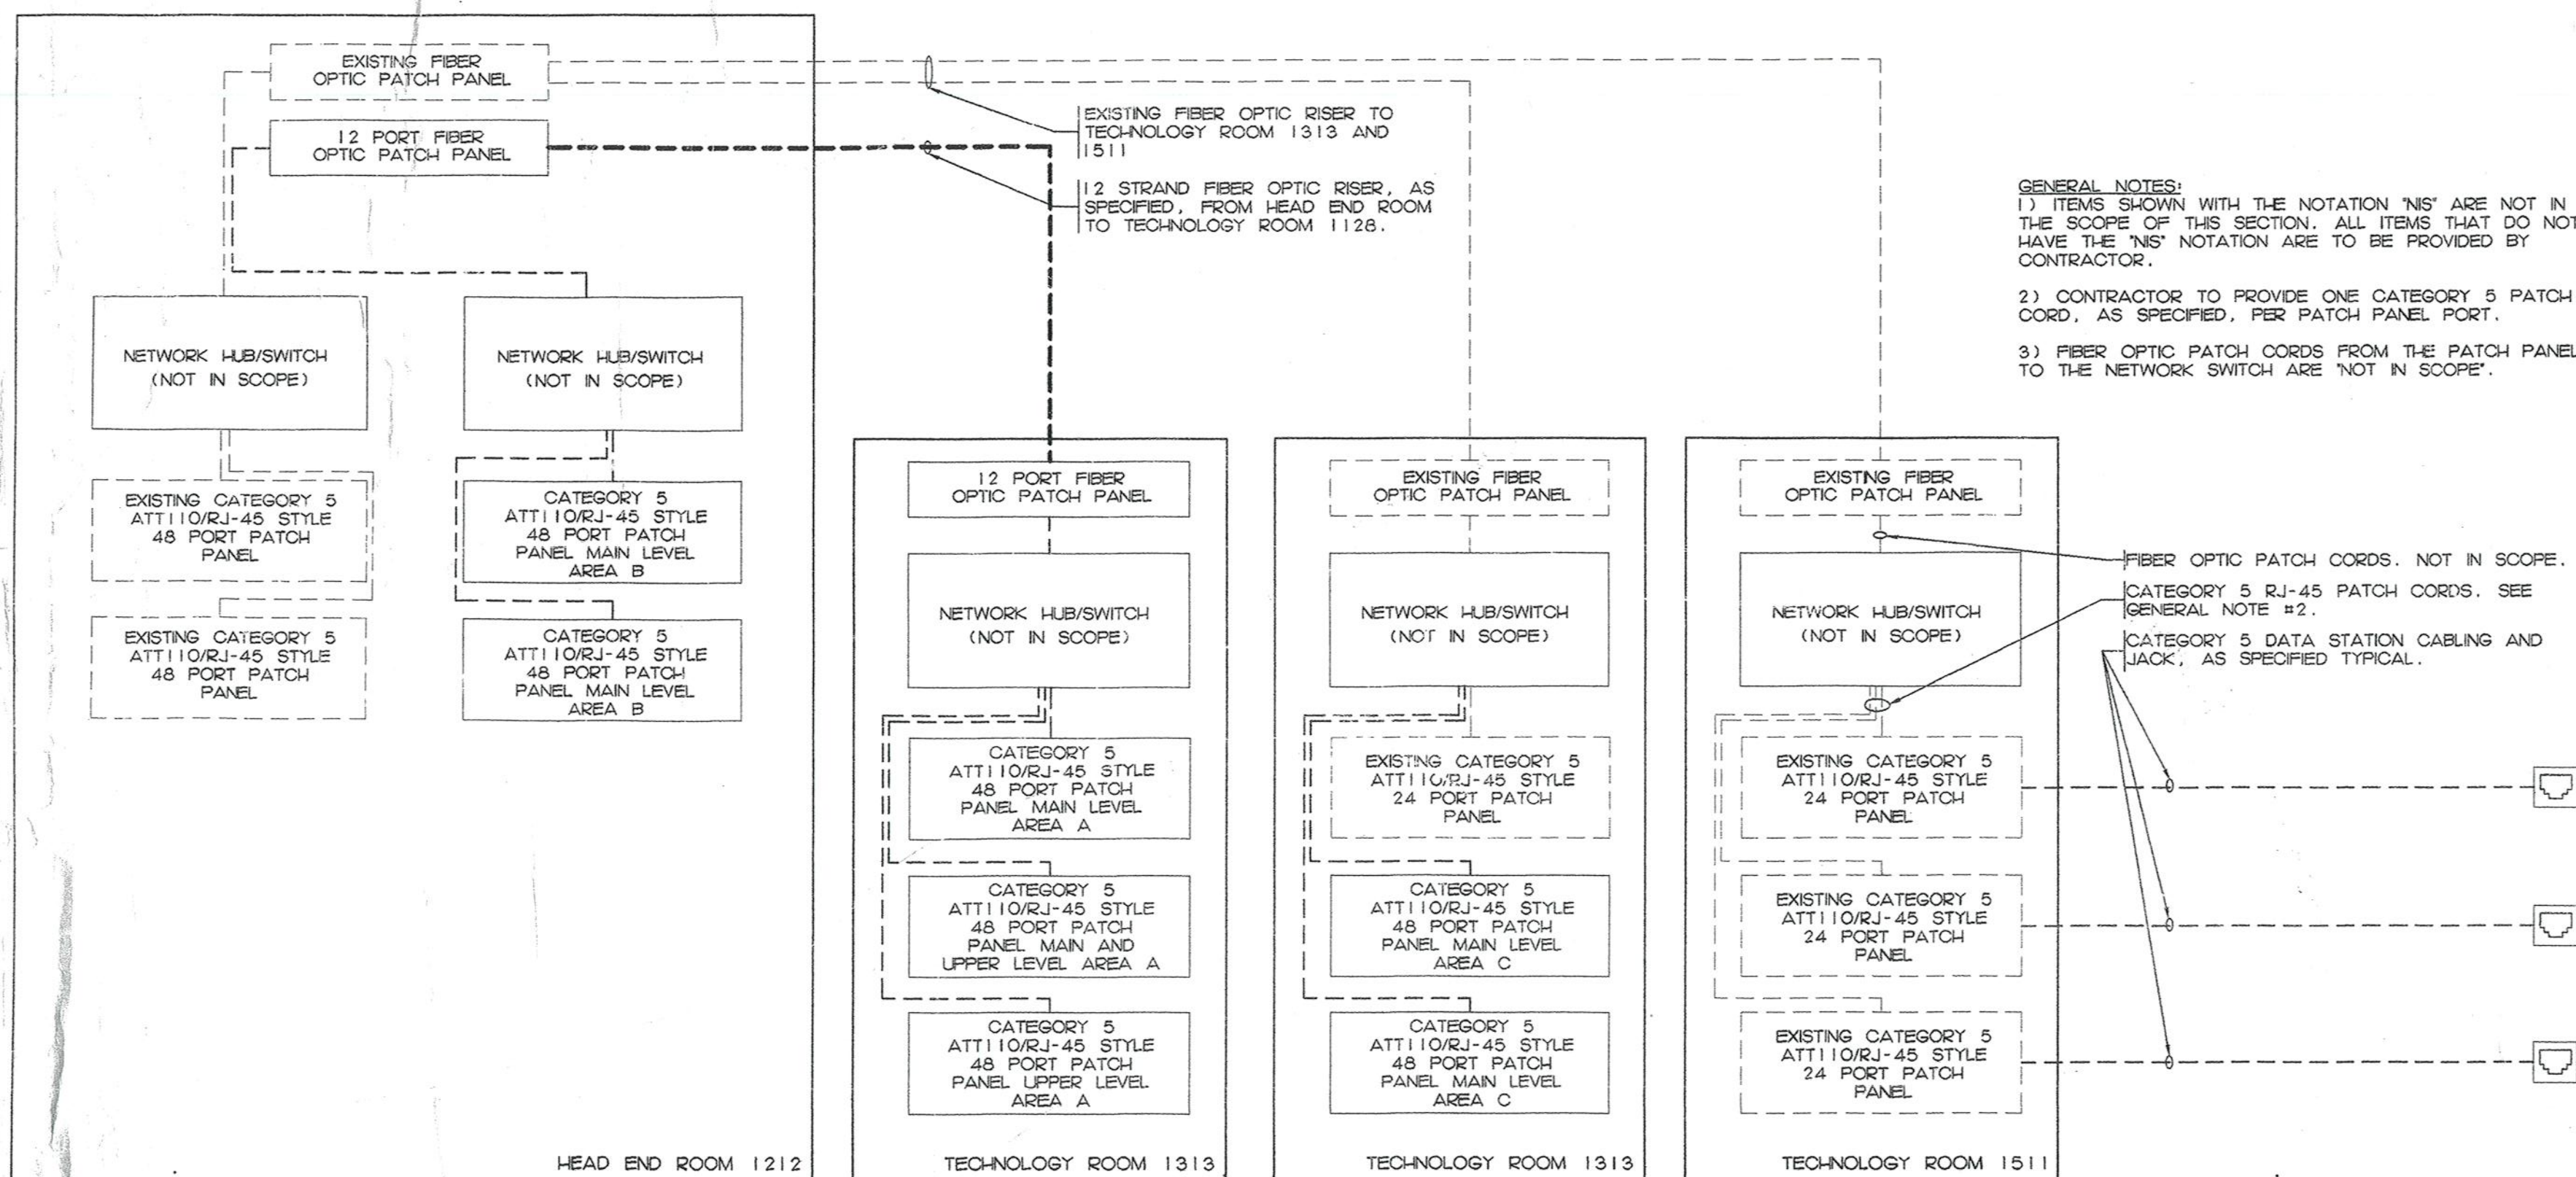 EXISTING FIBER
OPTIC PATCH PANEL
12 PORT FIBER
OPTIC PATCH PANEL
EXISTING FIBER OPTIC RISER TO
TECHNOLOGY ROOM 1313 AND
1511
12 STRAND FIBER OPTIC RISER, AS
SPECIFIED, FROM HEAD END ROOM
TO TECHNOLOGY ROOM 1128.
GENERAL NOTES:
1) ITEMS SHOWN WITH THE NOTATION "NIS" ARE NOT IN
THE SCOPE OF THIS SECTION. ALL ITEMS THAT DO NOT
HAVE THE "NIS" NOTATION ARE TO BE PROVIDED BY
CONTRACTOR.
2) CONTRACTOR TO PROVIDE ONE CATEGORY 5 PATCH
CORD, AS SPECIFIED, PER PATCH PANEL PORT.
3) FIBER OPTIC PATCH CORDS FROM THE PATCH PANEL
TO THE NETWORK SWITCH ARE "NOT IN SCOPE".
NETWORK HUB/SWITCH
(NOT IN SCOPE)
EXISTING CATEGORY 5
ATT110/RJ-45 STYLE
48 PORT PATCH
PANEL
EXISTING CATEGORY 5
ATT110/RJ-45 STYLE
48 PORT PATCH
PANEL
NETWORK HUB/SWITCH
(NOT IN SCOPE)
CATEGORY 5
ATT110/RJ-45 STYLE
48 PORT PATCH
PANEL MAIN LEVEL
AREA B
CATEGORY 5
ATT110/RJ-45 STYLE
48 PORT PATCH
PANEL MAIN LEVEL
AREA B
HEAD END ROOM 1212
12 PORT FIBER
OPTIC PATCH PANEL
NETWORK HUB/SWITCH
(NOT IN SCOPE)
CATEGORY 5
ATT110/RJ-45 STYLE
48 PORT PATCH
PANEL MAIN LEVEL
AREA A
CATEGORY 5
ATT110/RJ-45 STYLE
48 PORT PATCH
PANEL MAIN AND
UPPER LEVEL AREA A
CATEGORY 5
ATT110/RJ-45 STYLE
48 PORT PATCH
PANEL UPPER LEVEL
AREA A
TECHNOLOGY ROOM 1313
EXISTING FIBER
OPTIC PATCH PANEL
NETWORK HUB/SWITCH
(NOT IN SCOPE)
EXISTING CATEGORY 5
ATT110/RJ-45 STYLE
24 PORT PATCH
PANEL
CATEGORY 5
ATT110/RJ-45 STYLE
48 PORT PATCH
PANEL MAIN LEVEL
AREA C
CATEGORY 5
ATT110/RJ-45 STYLE
48 PORT PATCH
PANEL MAIN LEVEL
AREA C
TECHNOLOGY ROOM 1313
EXISTING FIBER
OPTIC PATCH PANEL
NETWORK HUB/SWITCH
(NOT IN SCOPE)
EXISTING CATEGORY 5
ATT110/RJ-45 STYLE
24 PORT PATCH
PANEL
EXISTING CATEGORY 5
ATT110/RJ-45 STYLE
24 PORT PATCH
PANEL
EXISTING CATEGORY 5
ATT110/RJ-45 STYLE
24 PORT PATCH
PANEL
TECHNOLOGY ROOM 1511
FIBER OPTIC PATCH CORDS. NOT IN SCOPE.
CATEGORY 5 RJ-45 PATCH CORDS. SEE
GENERAL NOTE #2.
CATEGORY 5 DATA STATION CABLING AND
JACK, AS SPECIFIED TYPICAL.